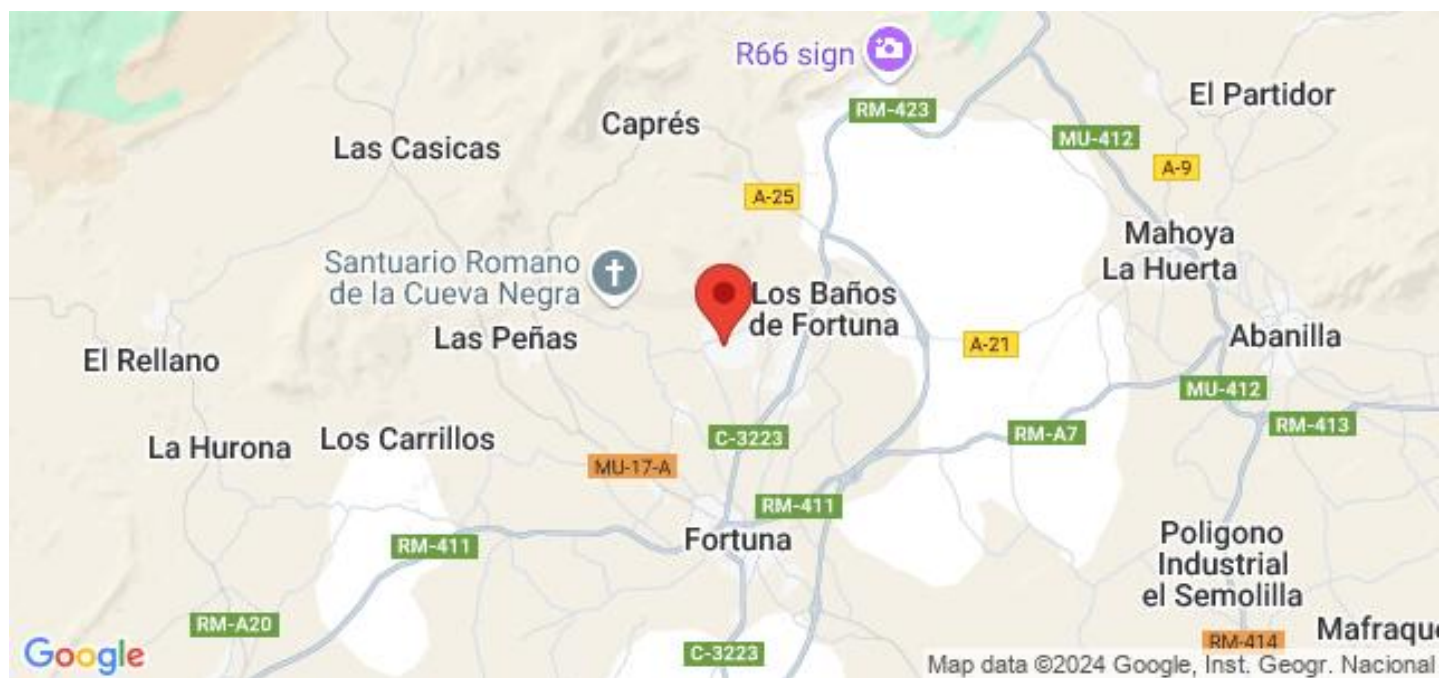 R66 sign
RM-423
El Partidor
Caprés
Las Casicas
MU-412
A-9
A-25
Mahoya
La Huerta
Santuario Romano
de la Cueva Negra
Los Baños
de Fortuna
Las Peñas
A-21
Abanilla
El Rellano
MU-412
RM-413
C-3223
RM-A7
La Hurona
Los Carrillos
MU-17-A
RM-411
Fortuna
RM-411
Poligono
Industrial
el Semolilla
RM-A20
Mafraque
RM-414
C-3223
Google
Map data ©2024 Google, Inst. Geogr. Nacional